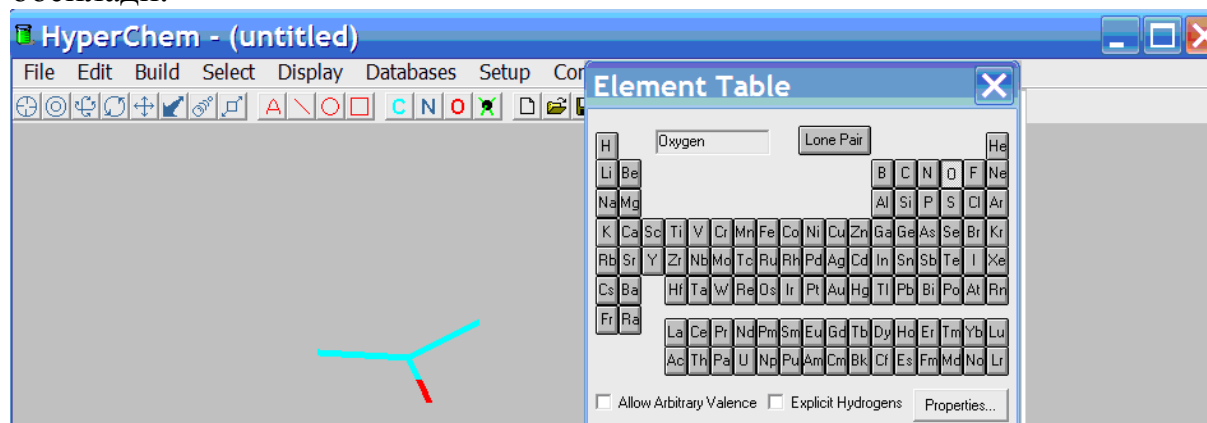 HyperChem - (untitled)
File Edit Build Select Display Databases Setup
A C N O
Element Table
Oxygen Lone Pair
H He
Li Be B C N O F Ne
Na Mg Al Si P S Cl Ar
K Ca Sc Ti V Cr Mn Fe Co Ni Cu Zn Ga Ge As Se Br Kr
Rb Sr Y Zr Nb Mo Tc Ru Rh Pd Ag Cd In Sn Sb Te I Xe
Cs Ba Hf Ta W Re Os Ir Pt Au Hg Tl Pb Bi Po At Rn
Fr Ra
La Ce Pr Nd Pm Sm Eu Gd Tb Dy Ho Er Tm Yb Lu
Ac Th Pa U Np Pu Am Cm Bk Cf Es Fm Md No Lr
Allow Arbitrary Valence Explicit Hydrogens Properties...